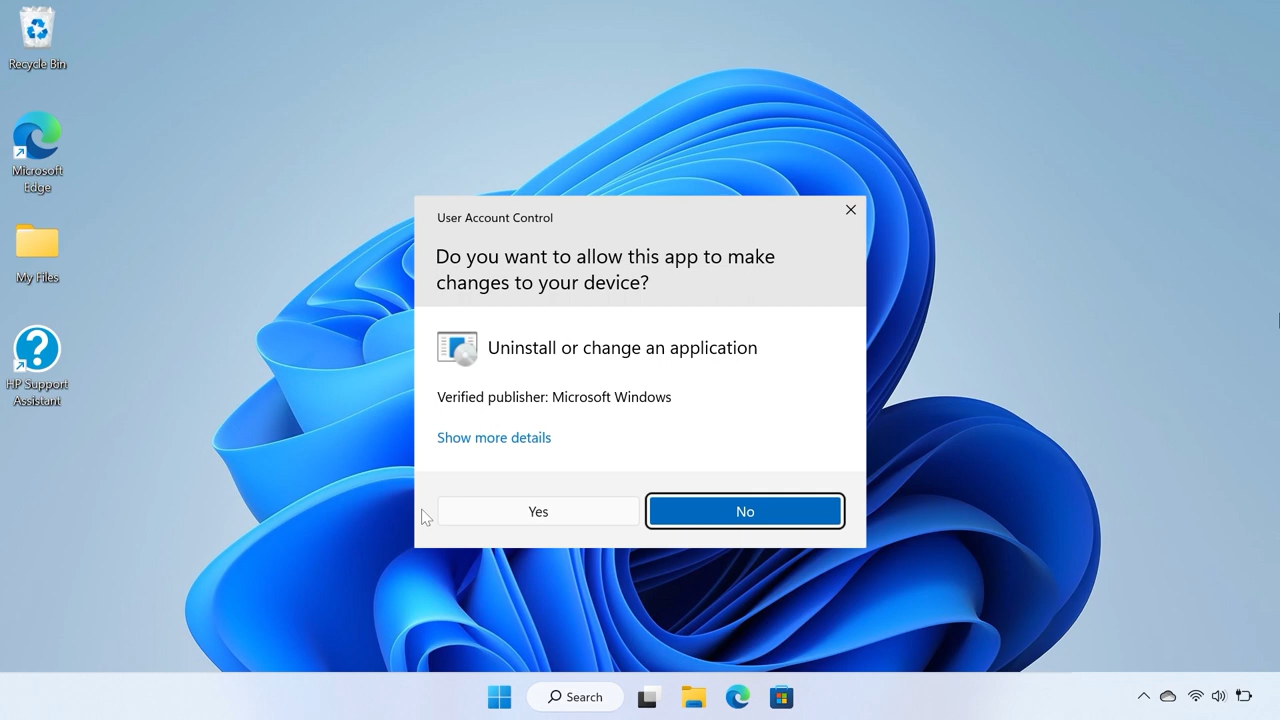 Recycle Bin
Microsoft
Edge
My Files
HP Support
Assistant
User Account Control
Do you want to allow this app to make
changes to your device?
Uninstall or change an application
Verified publisher: Microsoft Windows
Show more details
Yes
No
Search